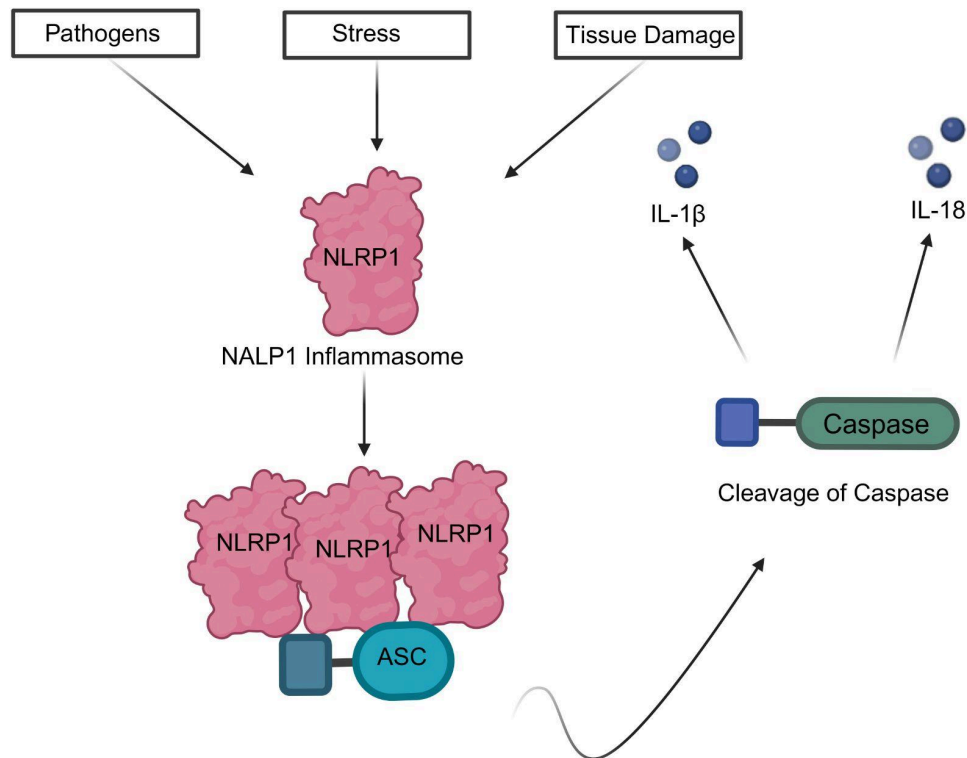 Pathogens
Stress
Tissue Damage
IL-1β
IL-18
NLRP1
NALP1 Inflammasome
Caspase
Cleavage of Caspase
NLRP1
NLRP1
NLRP1
ASC